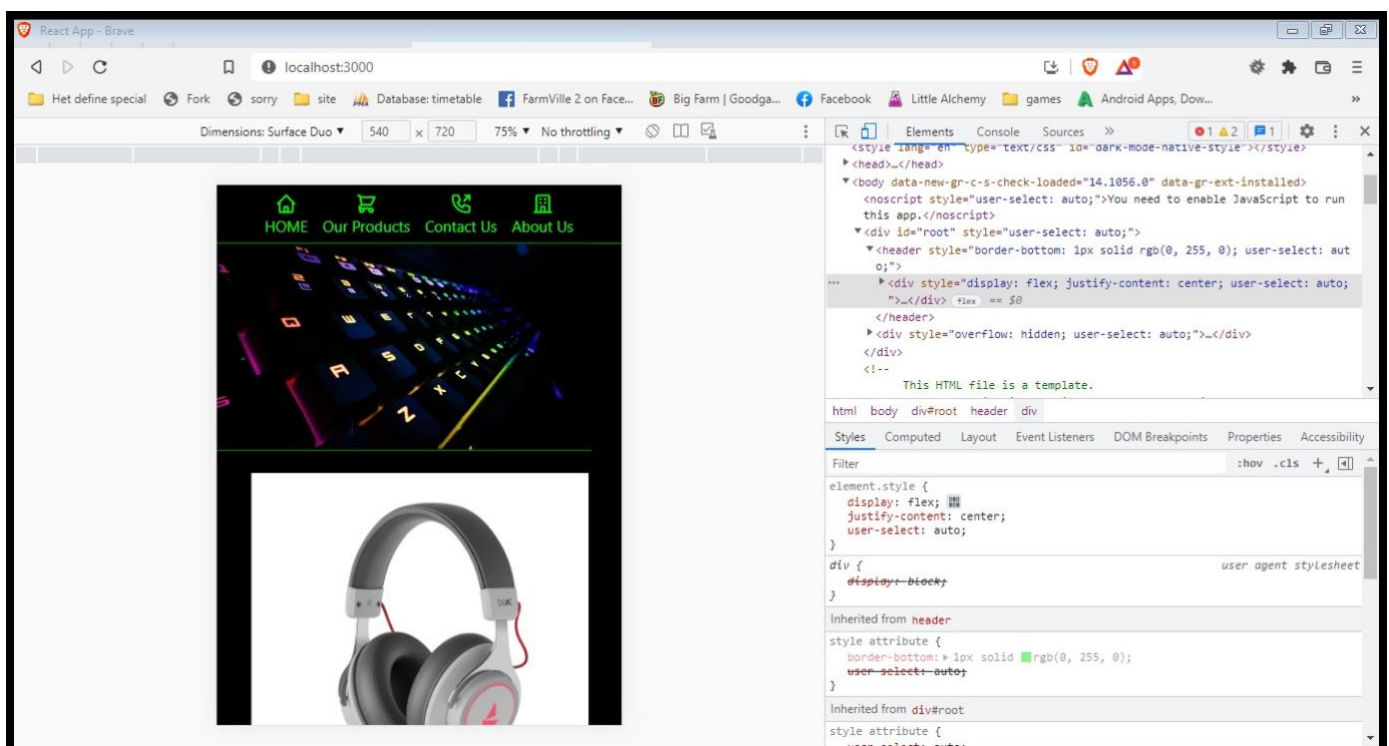 React App - Brave
localhost:3000
Het define special Fork sorry site Database: timetable FarmVille 2 on Face... Big Farm | Goodga... Facebook Little Alchemy games Android Apps, Dow... »
Dimensions: Surface Duo ▼ 540 x 720 75% ▼ No throttling ▼
Elements Console Sources » 1 2 1
<style lang="en" type="text/css" id="dark-mode-native-style"></style>
▶<head>…</head>
▼<body data-new-gr-c-s-check-loaded="14.1056.0" data-gr-ext-installed>
<noscript style="user-select: auto;">You need to enable JavaScript to run
this app.</noscript>
▼<div id="root" style="user-select: auto;">
▼<header style="border-bottom: 1px solid rgb(0, 255, 0); user-select: aut
o;">
… ▶<div style="display: flex; justify-content: center; user-select: auto;
">…</div> flex == $0
</header>
▶<div style="overflow: hidden; user-select: auto;">…</div>
</div>
<!--
This HTML file is a template.
html body div#root header div
Styles Computed Layout Event Listeners DOM Breakpoints Properties Accessibility
Filter :hov .cls +
element.style {
display: flex;
justify-content: center;
user-select: auto;
}
div { user agent stylesheet
display: block;
}
Inherited from header
style attribute {
border-bottom: ▶ 1px solid rgb(0, 255, 0);
user-select: auto;
}
Inherited from div#root
style attribute {
user-select: auto;
HOME Our Products Contact Us About Us
A S D F
Z X C V
boAt